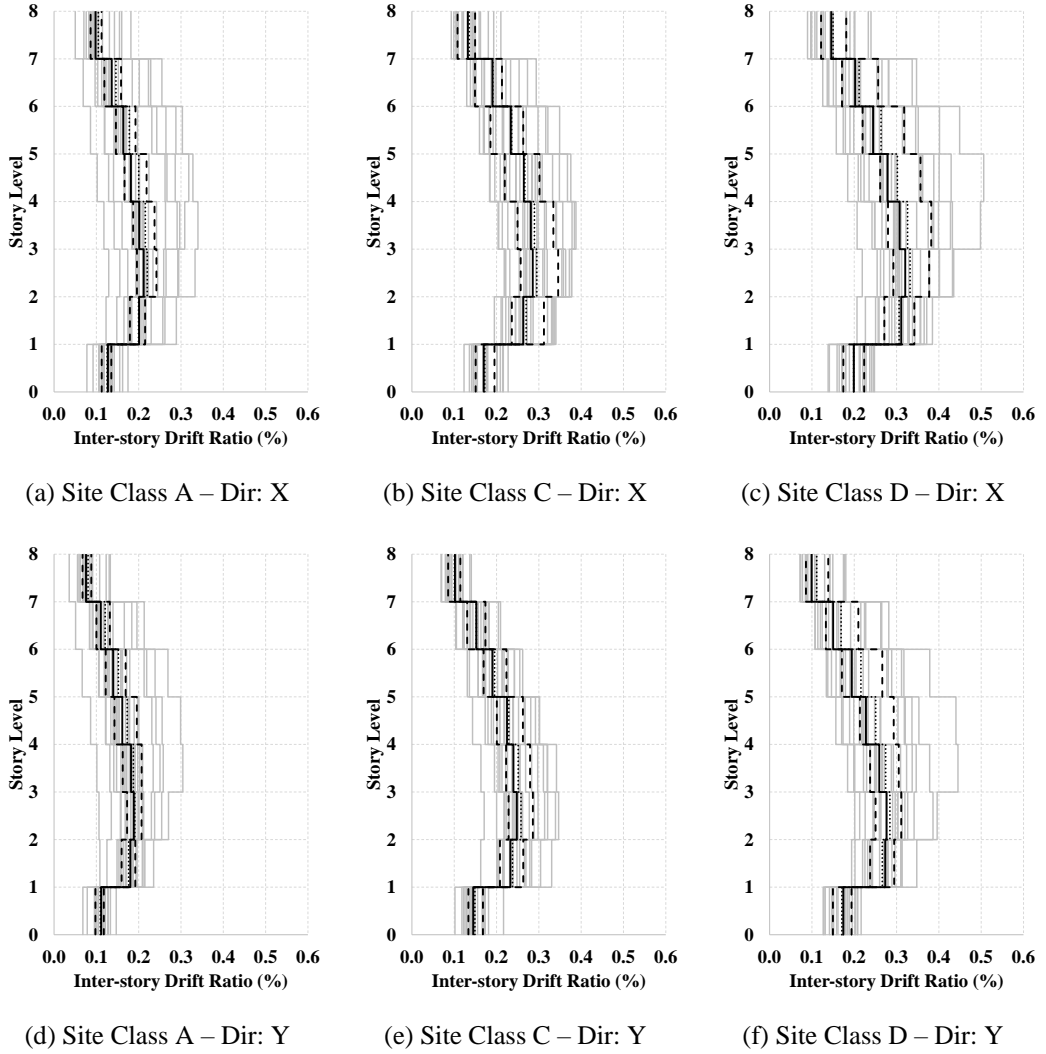 8
7
6
5
4
3
2
1
0
Story Level
0.0 0.1 0.2 0.3 0.4 0.5 0.6
Inter-story Drift Ratio (%)
(a) Site Class A – Dir: X
8
7
6
5
4
3
2
1
0
Story Level
0.0 0.1 0.2 0.3 0.4 0.5 0.6
Inter-story Drift Ratio (%)
(b) Site Class C – Dir: X
8
7
6
5
4
3
2
1
0
Story Level
0.0 0.1 0.2 0.3 0.4 0.5 0.6
Inter-story Drift Ratio (%)
(c) Site Class D – Dir: X
8
7
6
5
4
3
2
1
0
Story Level
0.0 0.1 0.2 0.3 0.4 0.5 0.6
Inter-story Drift Ratio (%)
(d) Site Class A – Dir: Y
8
7
6
5
4
3
2
1
0
Story Level
0.0 0.1 0.2 0.3 0.4 0.5 0.6
Inter-story Drift Ratio (%)
(e) Site Class C – Dir: Y
8
7
6
5
4
3
2
1
0
Story Level
0.0 0.1 0.2 0.3 0.4 0.5 0.6
Inter-story Drift Ratio (%)
(f) Site Class D – Dir: Y